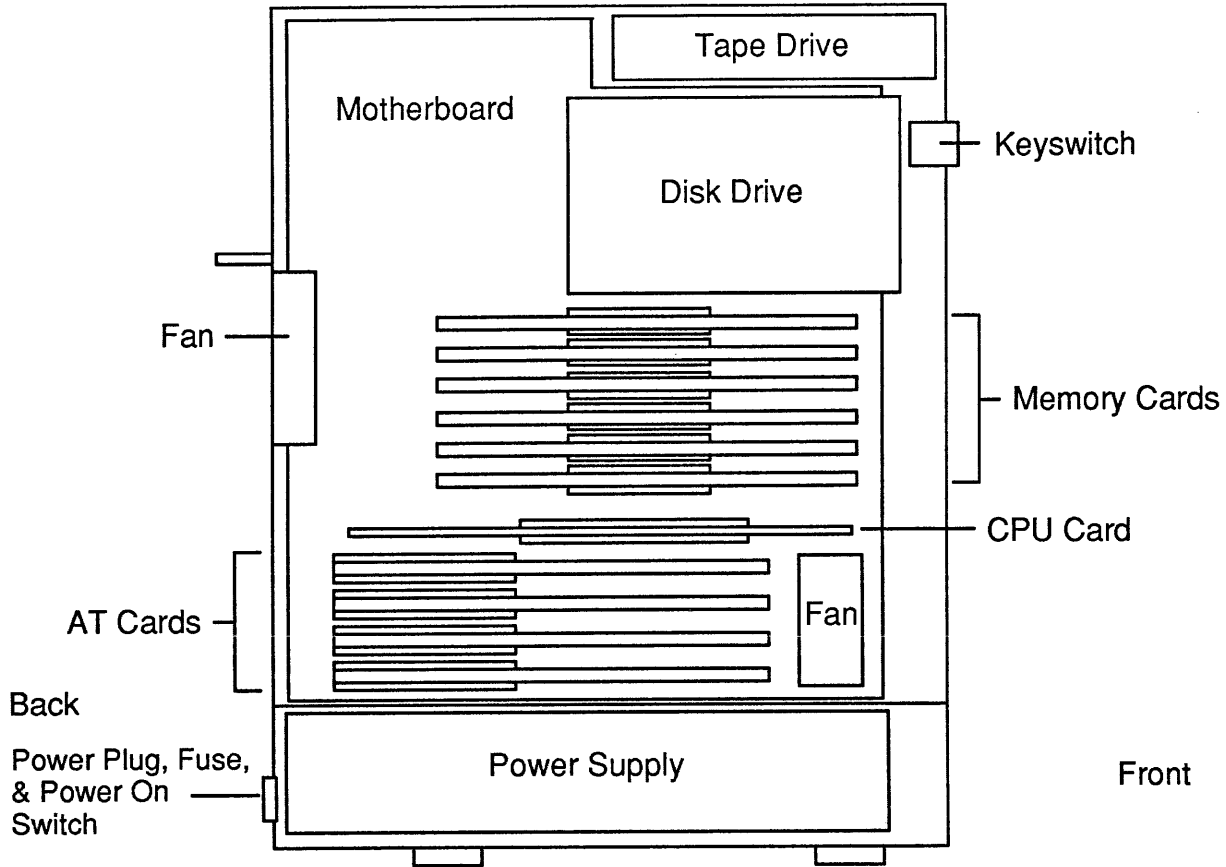 Tape Drive
Motherboard
Keyswitch
Disk Drive
Fan
Memory Cards
CPU Card
AT Cards
Fan
Back
Power Plug, Fuse,
& Power On
Switch
Power Supply
Front